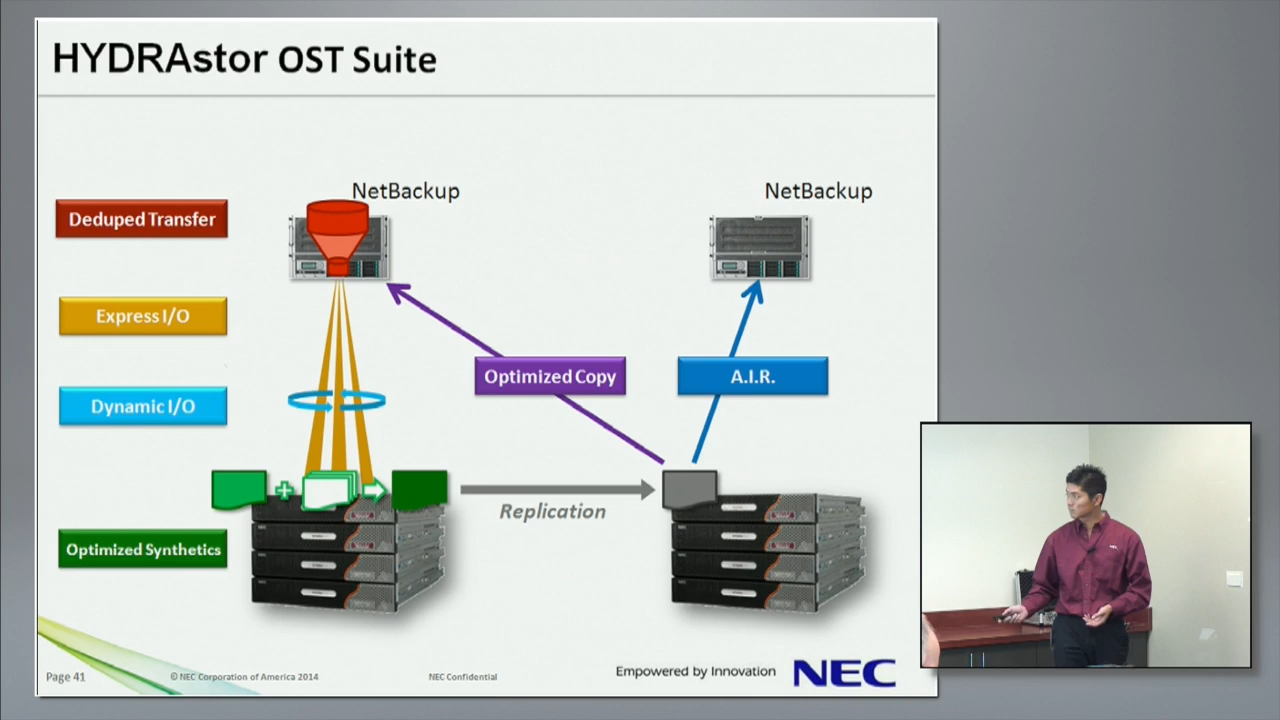 HYDRAstor OST Suite
NetBackup
NetBackup
Deduped Transfer
Express I/O
Dynamic I/O
Optimized Copy
A.I.R.
Replication
Optimized Synthetics
Page 41
© NEC Corporation of America 2014
NEC Confidential
Empowered by Innovation
NEC